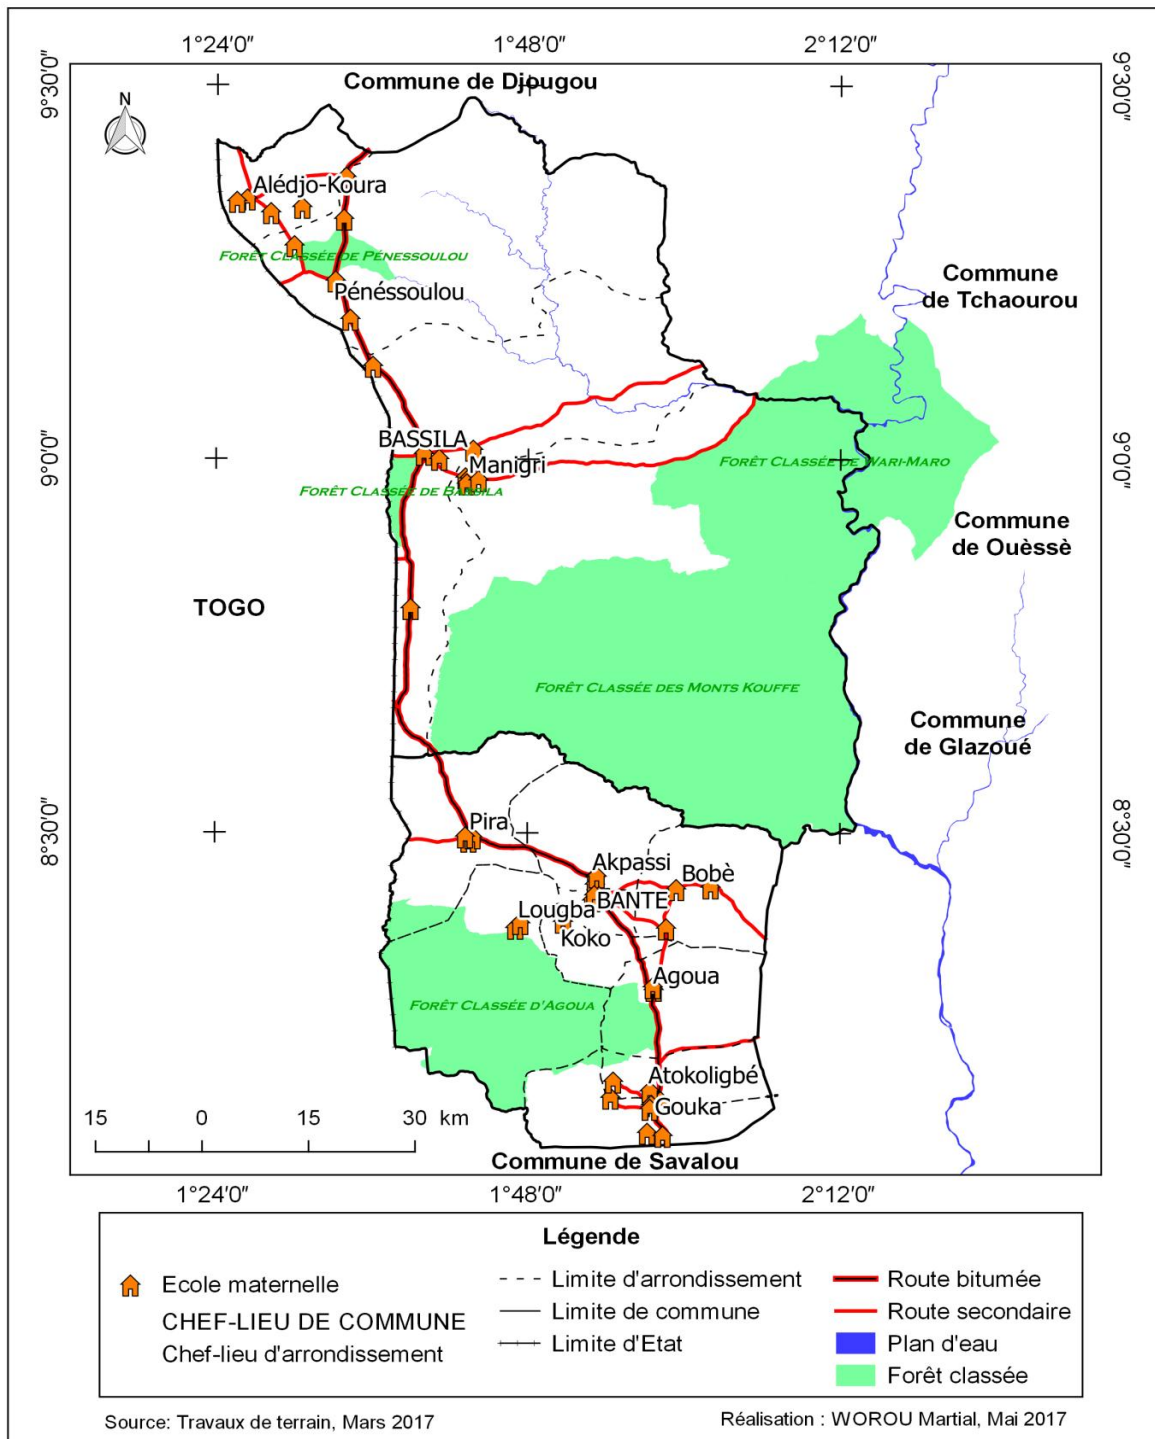 1°24'0"
1°48'0"
2°12'0"
9°30'0"
9°30'0"
Commune de Djougou
N
Alédjo-Koura
Forêt Classée de Pénessoulou
Pénéssoulou
Commune
de Tchaourou
BASSILA
Manigri
9°0'0"
9°0'0"
Forêt Classée de Wari-Maro
Forêt Classée de Bassila
Commune
de Ouèssè
TOGO
Forêt Classée des Monts Kouffe
Commune
de Glazoué
8°30'0"
8°30'0"
Pira
Akpassi
Bobè
BANTE
Lougba
Koko
Agoua
Forêt Classée d'Agoua
Atokoligbé
Gouka
15 0 15 30 km
Commune de Savalou
1°24'0"
1°48'0"
2°12'0"
Légende
Ecole maternelle
CHEF-LIEU DE COMMUNE
Chef-lieu d'arrondissement
Limite d'arrondissement
Limite de commune
Limite d'Etat
Route bitumée
Route secondaire
Plan d'eau
Forêt classée
Source: Travaux de terrain, Mars 2017
Réalisation : WOROU Martial, Mai 2017